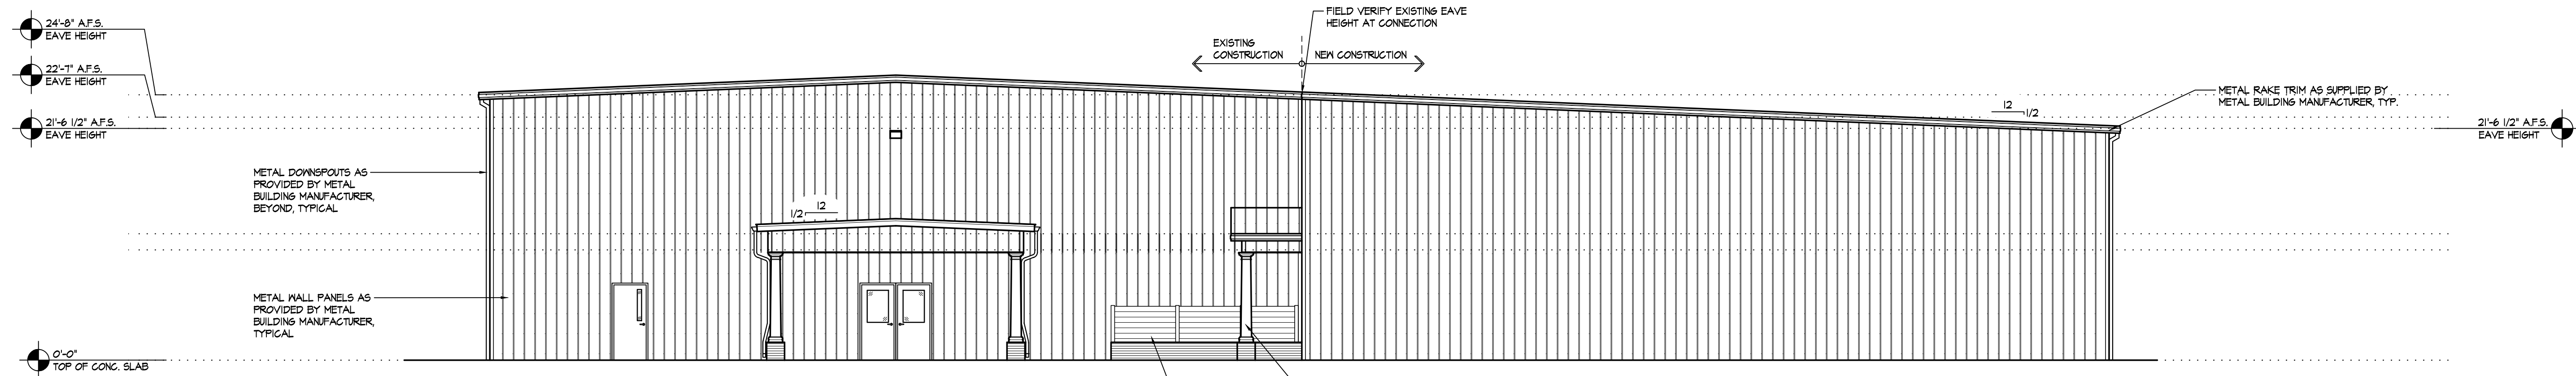 24'-8" A.F.S.
EAVE HEIGHT
22'-7" A.F.S.
EAVE HEIGHT
21'-6 1/2" A.F.S.
EAVE HEIGHT
METAL DOWNSPOUTS AS
PROVIDED BY METAL
BUILDING MANUFACTURER,
BEYOND, TYPICAL
METAL WALL PANELS AS
PROVIDED BY METAL
BUILDING MANUFACTURER,
TYPICAL
0'-0"
TOP OF CONC. SLAB
12
1/2
FIELD VERIFY EXISTING EAVE
HEIGHT AT CONNECTION
EXISTING
CONSTRUCTION
NEW CONSTRUCTION
12
1/2
METAL RAKE TRIM AS SUPPLIED BY
METAL BUILDING MANUFACTURER, TYP.
21'-6 1/2" A.F.S.
EAVE HEIGHT